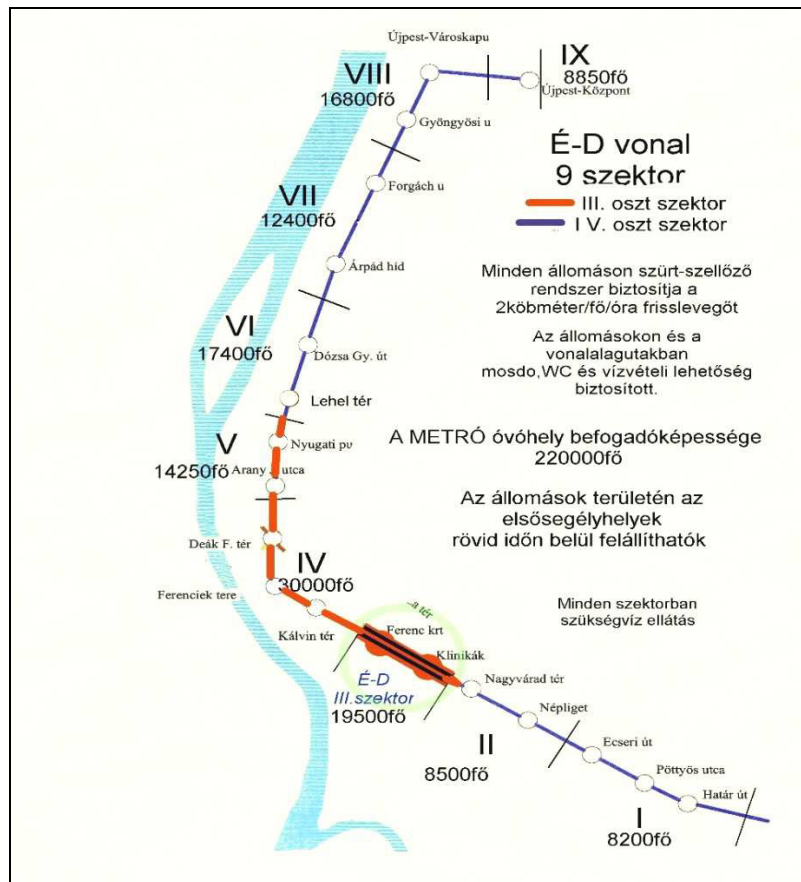 Újpest-Városkapu
IX
8850fő
Újpest-Központ
VIII
16800fő
Gyöngyösi u
É-D vonal
9 szektor
III. oszt szektor
I V. oszt szektor
Forgách u
VII
12400fő
Árpád híd
Minden állomáson szürt-szellőző
rendszer biztosítja a
2köbméter/fő/óra frisslevegőt
VI
17400fő
Dózsa Gy. út
Az állomásokon és a
vonalalagutakban
mosdo,WC és vízvételi lehetőség
biztosított.
Lehel tér
Nyugati pu
V
14250fő
Arany utca
A METRÓ óvóhely befogadóképessége
220000fő
Az állomások területén az
elsősegélyhelyek
rövid időn belül felállíthatók
Deák F. tér
IV
30000fő
Ferenciek tere
Kálvin tér
Minden szektorban
szükségvíz ellátás
tér
Ferenc krt
Klinikák
É-D
III.szektor
19500fő
Nagyvárad tér
Népliget
II
8500fő
Ecseri út
Pöttyös utca
Határ út
I
8200fő